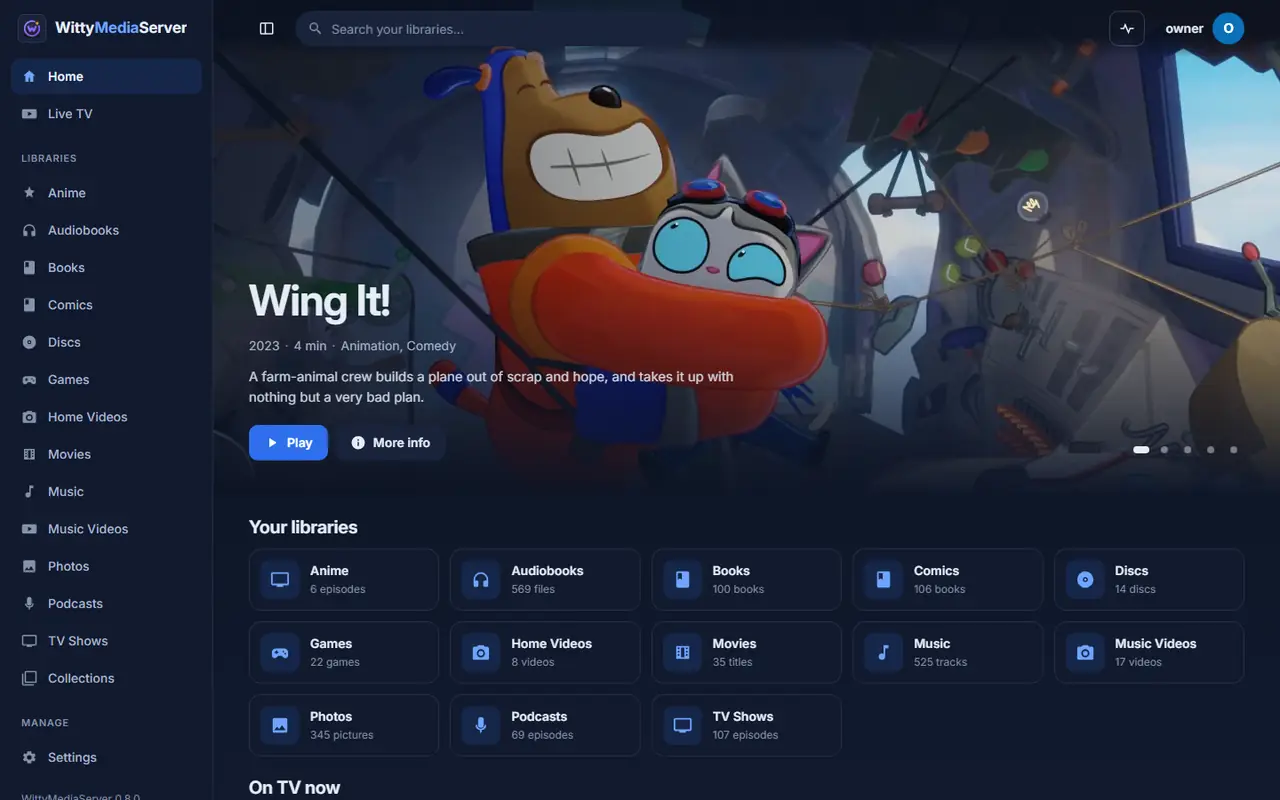 WittyMediaServer
Search your libraries...
owner
O
Home
Live TV
LIBRARIES
Anime
Audiobooks
Books
Comics
Discs
Games
Home Videos
Movies
Music
Music Videos
Photos
Podcasts
TV Shows
Collections
MANAGE
Settings
WittyMediaServer 0.8.0
Wing It!
2023 · 4 min · Animation, Comedy
A farm-animal crew builds a plane out of scrap and hope, and takes it up with
nothing but a very bad plan.
Play
More info
Your libraries
Anime
6 episodes
Audiobooks
569 files
Books
100 books
Comics
106 books
Discs
14 discs
Games
22 games
Home Videos
8 videos
Movies
35 titles
Music
525 tracks
Music Videos
17 videos
Photos
345 pictures
Podcasts
69 episodes
TV Shows
107 episodes
On TV now